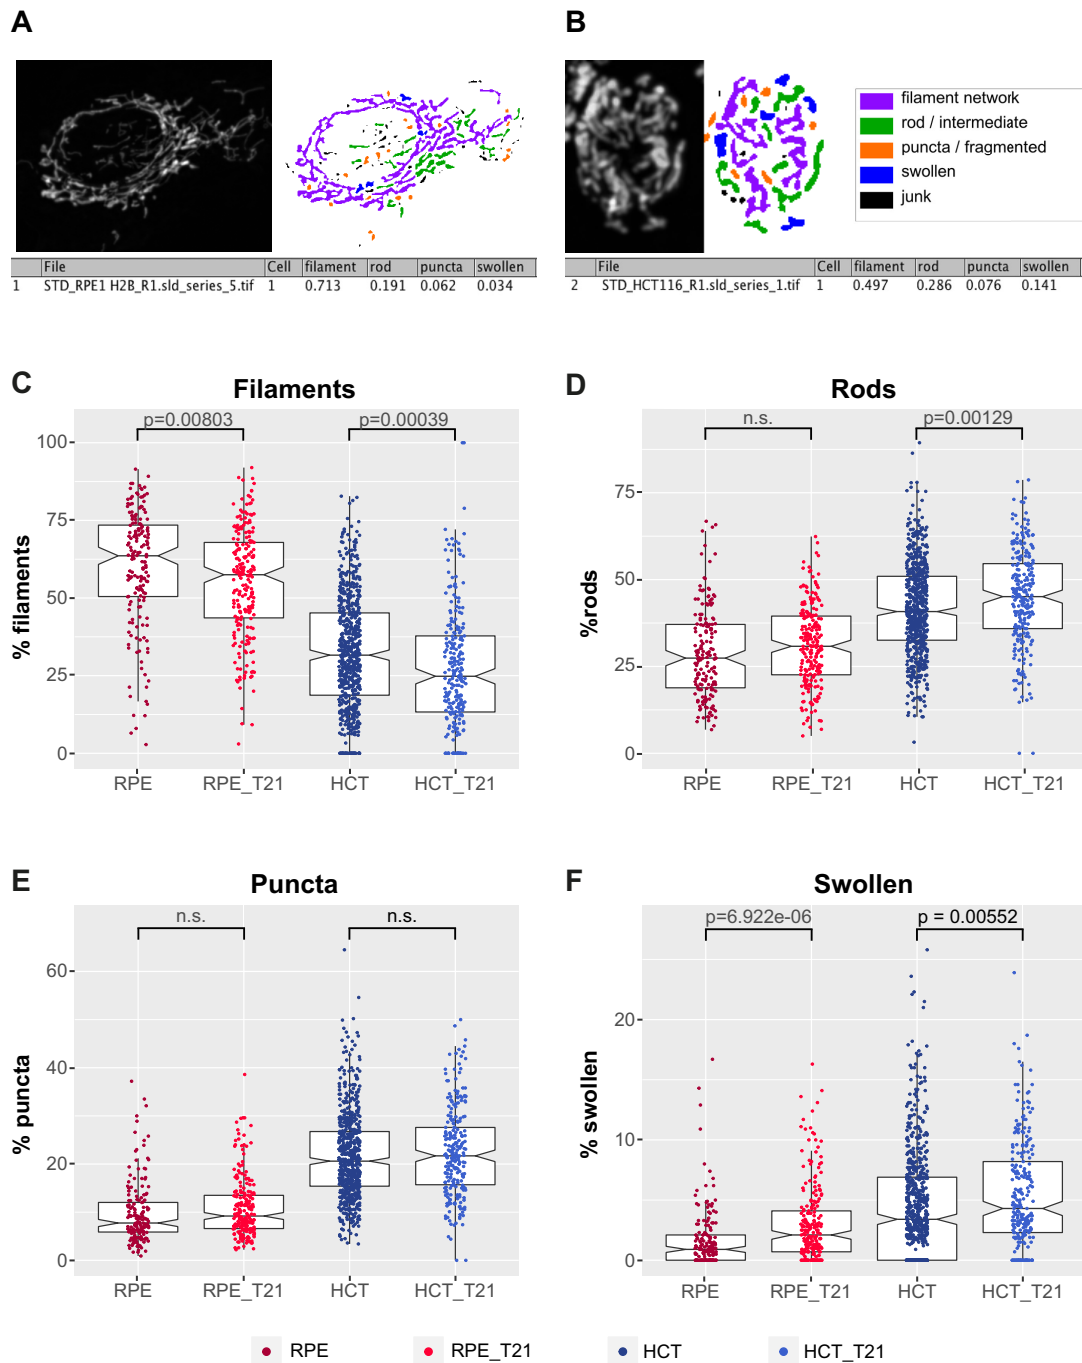 A
B
filament network
rod / intermediate
puncta / fragmented
swollen
junk
File Cell filament rod puncta swollen
1 STD_RPE1 H2B_R1.sld_series_5.tif 1 0.713 0.191 0.062 0.034
File Cell filament rod puncta swollen
2 STD_HCT116_R1.sld_series_1.tif 1 0.497 0.286 0.076 0.141
C
Filaments
p=0.00803
p=0.00039
% filaments
100
75
50
25
0
RPE RPE_T21 HCT HCT_T21
D
Rods
n.s.
p=0.00129
%rods
75
50
25
0
RPE RPE_T21 HCT HCT_T21
E
Puncta
n.s.
n.s.
% puncta
60
40
20
0
RPE RPE_T21 HCT HCT_T21
F
Swollen
p=6.922e-06
p = 0.00552
% swollen
20
10
0
RPE RPE_T21 HCT HCT_T21
RPE RPE_T21 HCT HCT_T21